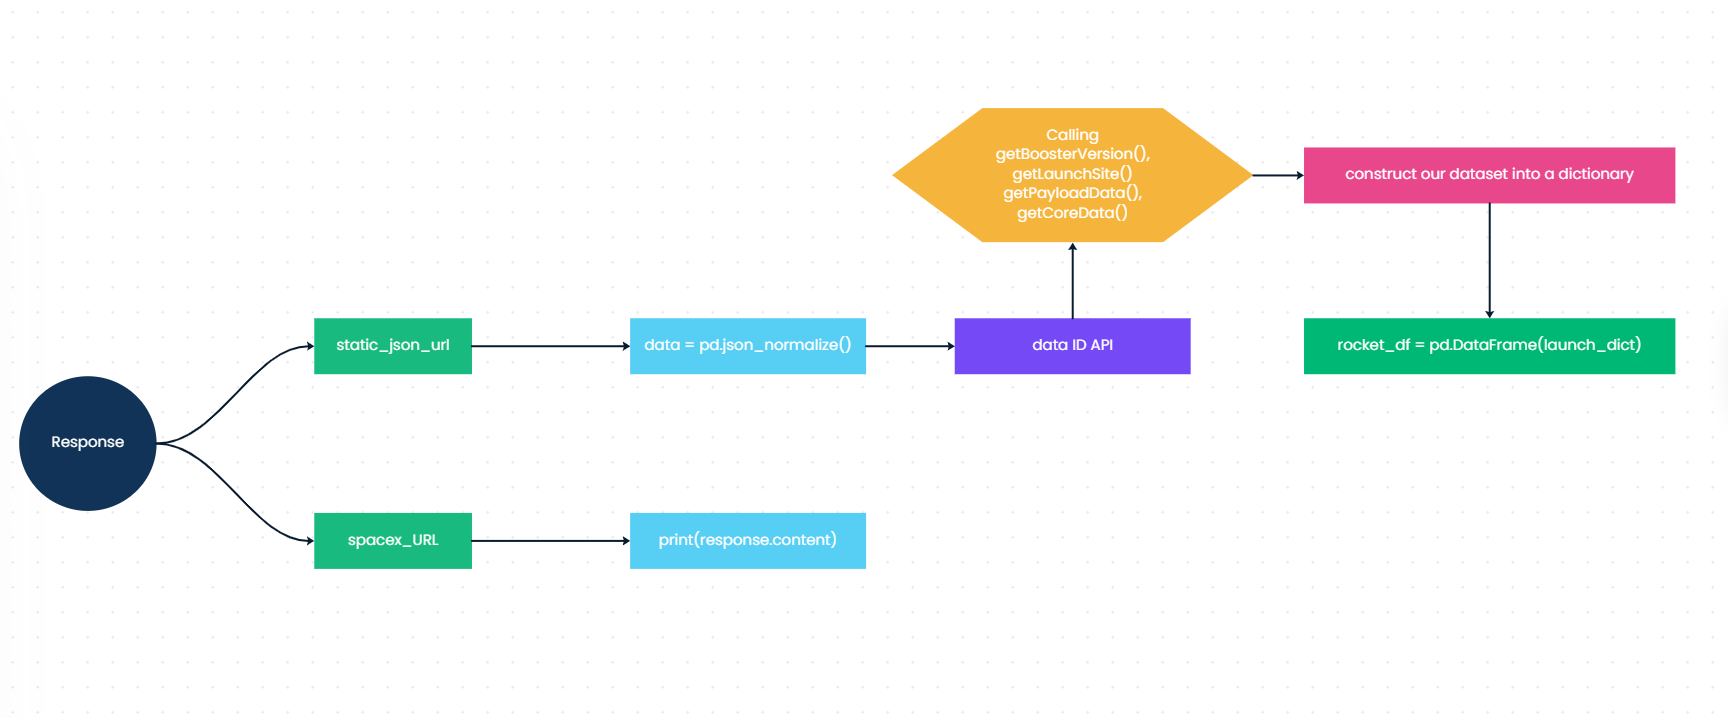 Calling
getBoosterVersion(),
getLaunchSite()
getPayloadData(),
getCoreData()
construct our dataset into a dictionary
static_json_url
data = pd.json_normalize()
data ID API
rocket_df = pd.DataFrame(launch_dict)
Response
spacex_URL
print(response.content)